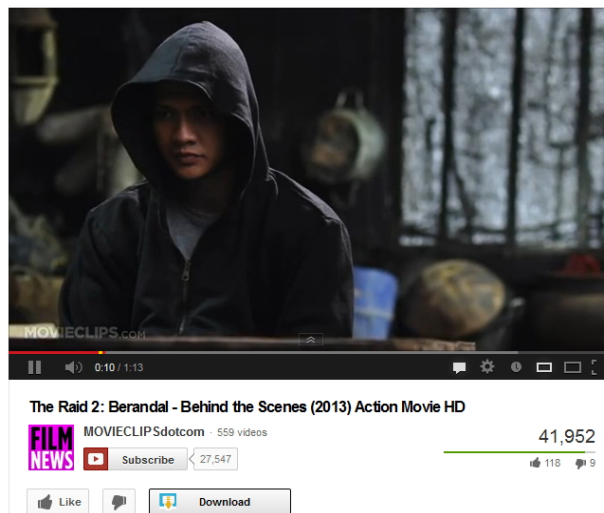 MOVIECLIPS.COM
0:10 / 1:13
The Raid 2: Berandal - Behind the Scenes (2013) Action Movie HD
FILM NEWS
MOVIECLIPSdotcom · 559 videos
Subscribe 27,547
41,952
118 9
Like
Download